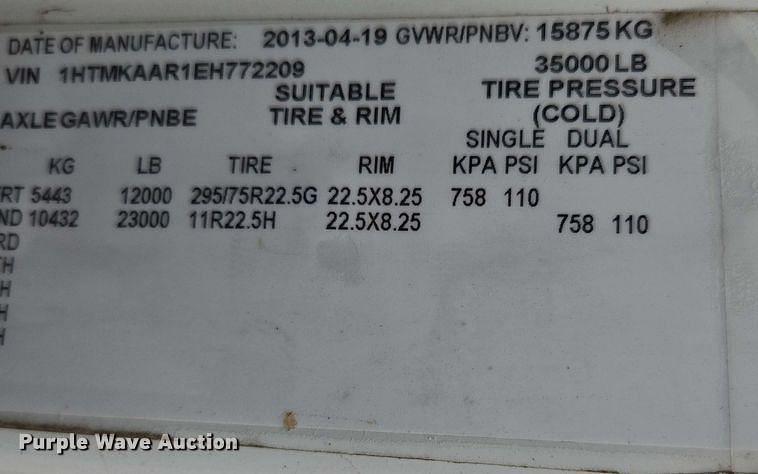 DATE OF MANUFACTURE: 2013-04-19 GVWR/PNBV: 15875 KG
VIN 1HTMKAAR1EH772209 35000 LB
SUITABLE TIRE PRESSURE
AXLE GAWR/PNBE TIRE & RIM (COLD)
SINGLE DUAL
KG LB TIRE RIM KPA PSI KPA PSI
RT 5443 12000 295/75R22.5G 22.5X8.25 758 110
ND 10432 23000 11R22.5H 22.5X8.25 758 110
RD
TH
H
H
H
Purple Wave Auction